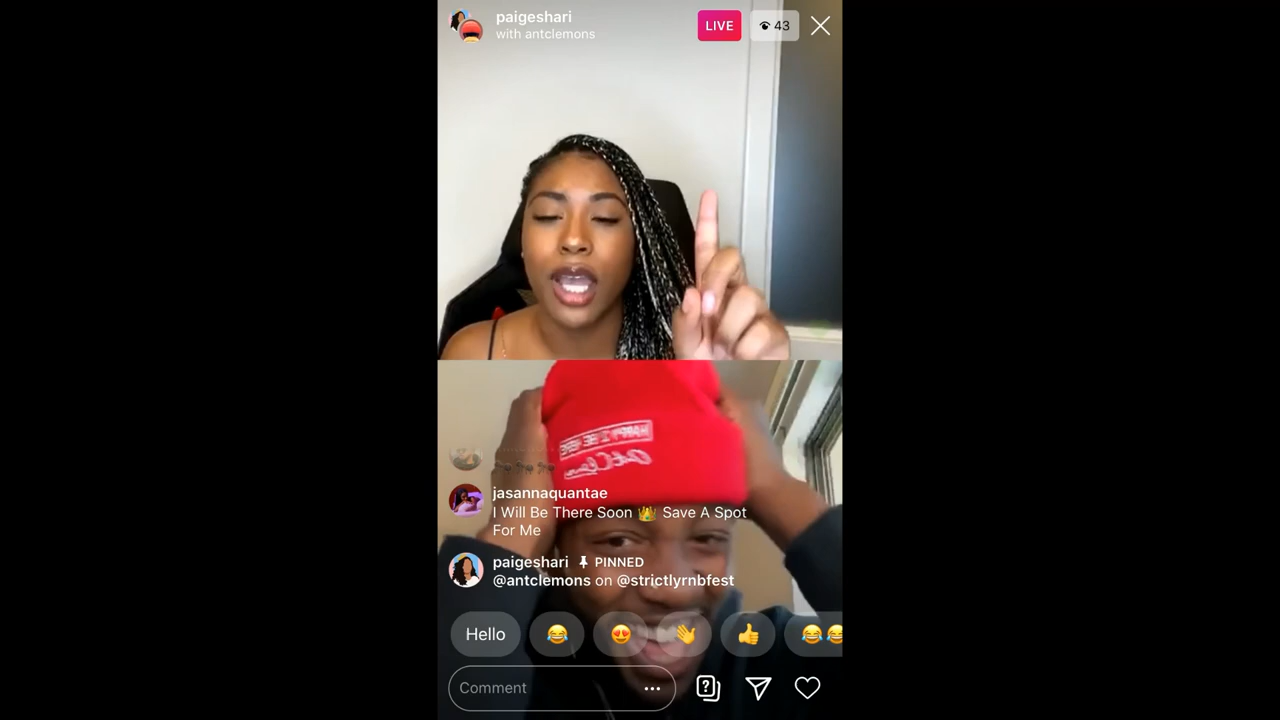 paigeshari
with antclemons
LIVE
43
jasannaquantae
I Will Be There Soon 👑 Save A Spot
For Me
paigeshari PINNED
@antclemons on @strictlyrnbfest
Hello
Comment